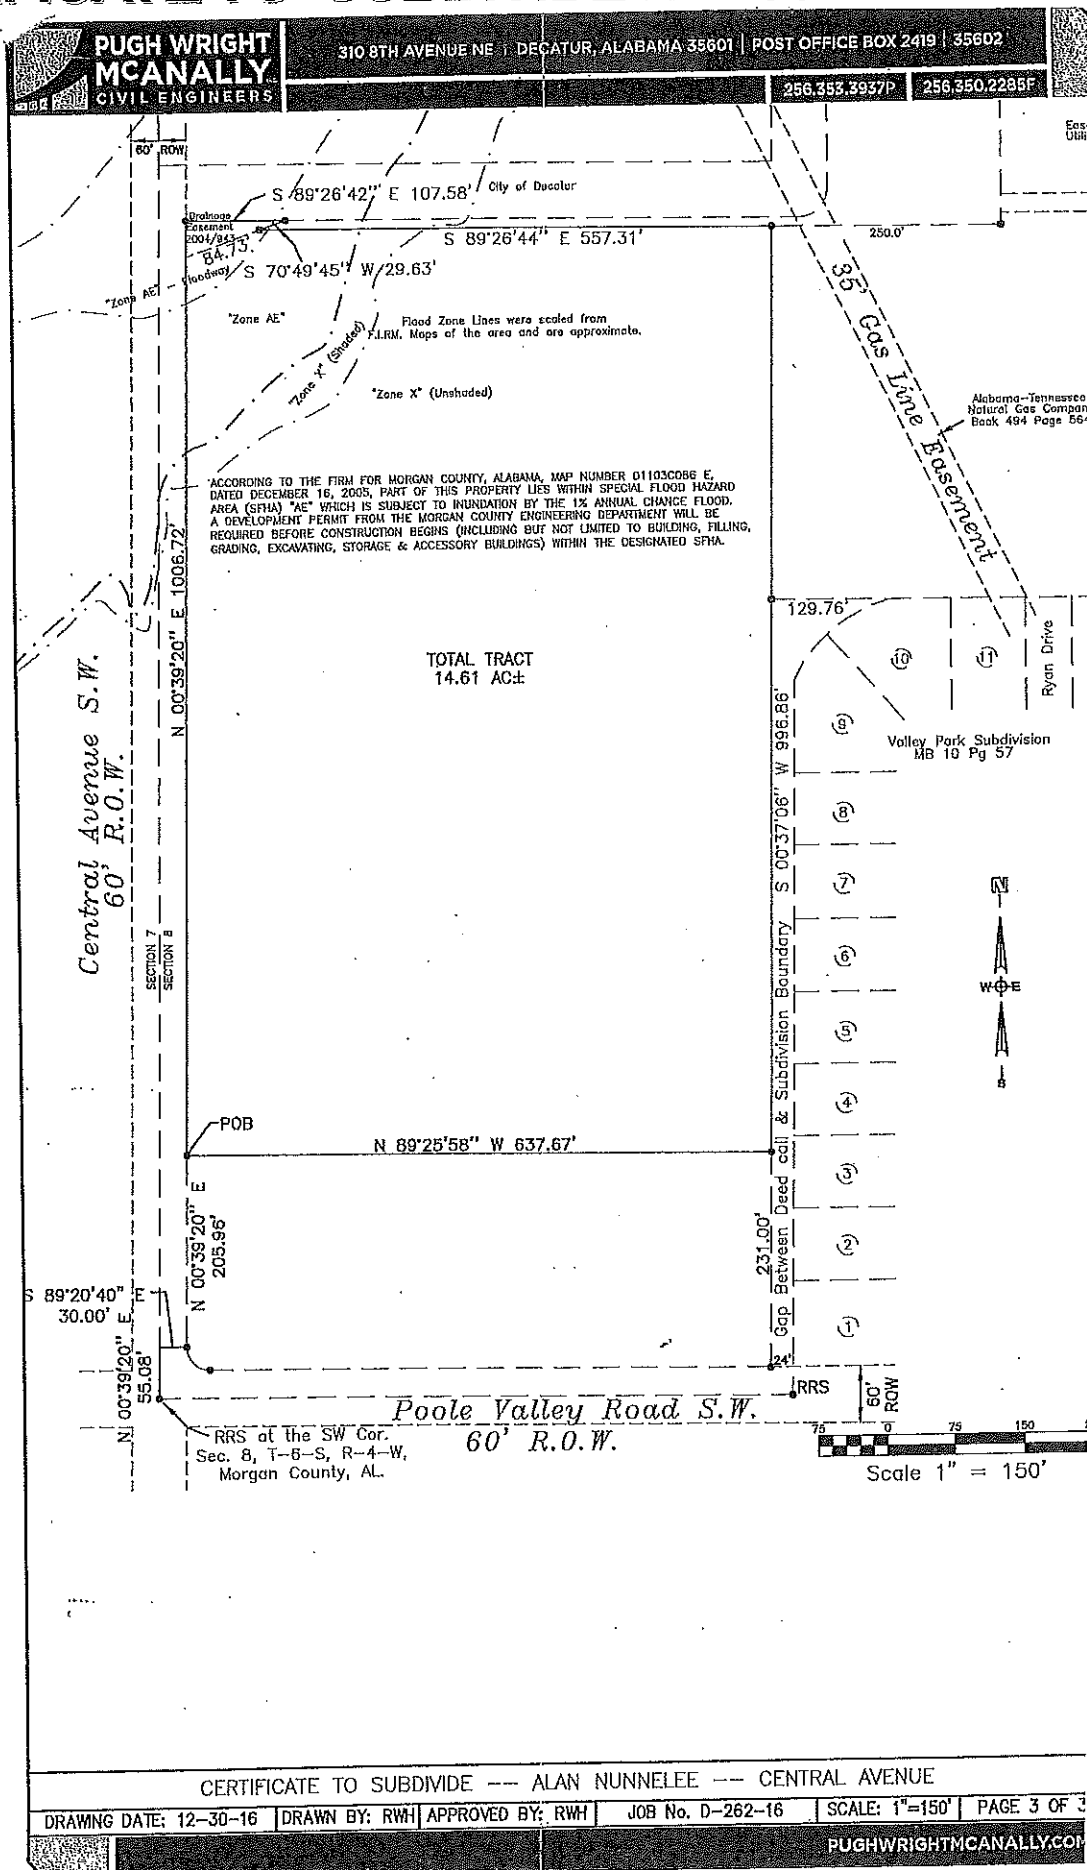 PUGH WRIGHT
MCANALLY
CIVIL ENGINEERS
310 8TH AVENUE NE | DECATUR, ALABAMA 35601 | POST OFFICE BOX 2419 | 35602
256.353.3937P
256.350.2285F
60' ROW
S 89°26'42" E 107.58'
City of Decatur
Drainage
Easement
2004/843
84.73'
S 89°26'44" E 557.31'
250.0'
S 70°49'45" W 29.63'
"Zone AE" - Floodway
"Zone AE"
Flood Zone Lines were scaled from
F.I.R.M. Maps of the area and are approximate.
"Zone X" (Shaded)
"Zone X" (Unshaded)
35' Gas Line Easement
Alabama-Tennessee
Natural Gas Compan
Book 494 Page 564
ACCORDING TO THE FIRM FOR MORGAN COUNTY, ALABAMA, MAP NUMBER 01103C086 E,
DATED DECEMBER 16, 2005, PART OF THIS PROPERTY LIES WITHIN SPECIAL FLOOD HAZARD
AREA (SFHA) "AE" WHICH IS SUBJECT TO INUNDATION BY THE 1% ANNUAL CHANGE FLOOD.
A DEVELOPMENT PERMIT FROM THE MORGAN COUNTY ENGINEERING DEPARTMENT WILL BE
REQUIRED BEFORE CONSTRUCTION BEGINS (INCLUDING BUT NOT LIMITED TO BUILDING, FILLING,
GRADING, EXCAVATING, STORAGE & ACCESSORY BUILDINGS) WITHIN THE DESIGNATED SFHA.
N 00°39'20" E 1006.72'
129.76'
TOTAL TRACT
14.61 AC±
10
11
Ryan Drive
Valley Park Subdivision
MB 10 Pg 57
Central Avenue S.W.
60' R.O.W.
SECTION 7
SECTION 8
S 00°37'06" W 996.86'
9
8
7
6
5
4
3
2
1
N
W E
S
Gap Between Deed call & Subdivision Boundary
POB
N 89°25'58" W 637.67'
N 00°39'20" E
205.96'
231.00'
S 89°20'40" E
30.00'
N 00°39'20" E
55.08'
24'
RRS
60'
ROW
Poole Valley Road S.W.
60' R.O.W.
RRS at the SW Cor.
Sec. 8, T-6-S, R-4-W,
Morgan County, AL.
75 0 75 150
Scale 1" = 150'
CERTIFICATE TO SUBDIVIDE -- ALAN NUNNELEE -- CENTRAL AVENUE
DRAWING DATE: 12-30-16
DRAWN BY: RWH
APPROVED BY: RWH
JOB No. D-262-16
SCALE: 1"=150'
PAGE 3 OF 3
PUGHWRIGHTMCANALLY.COM